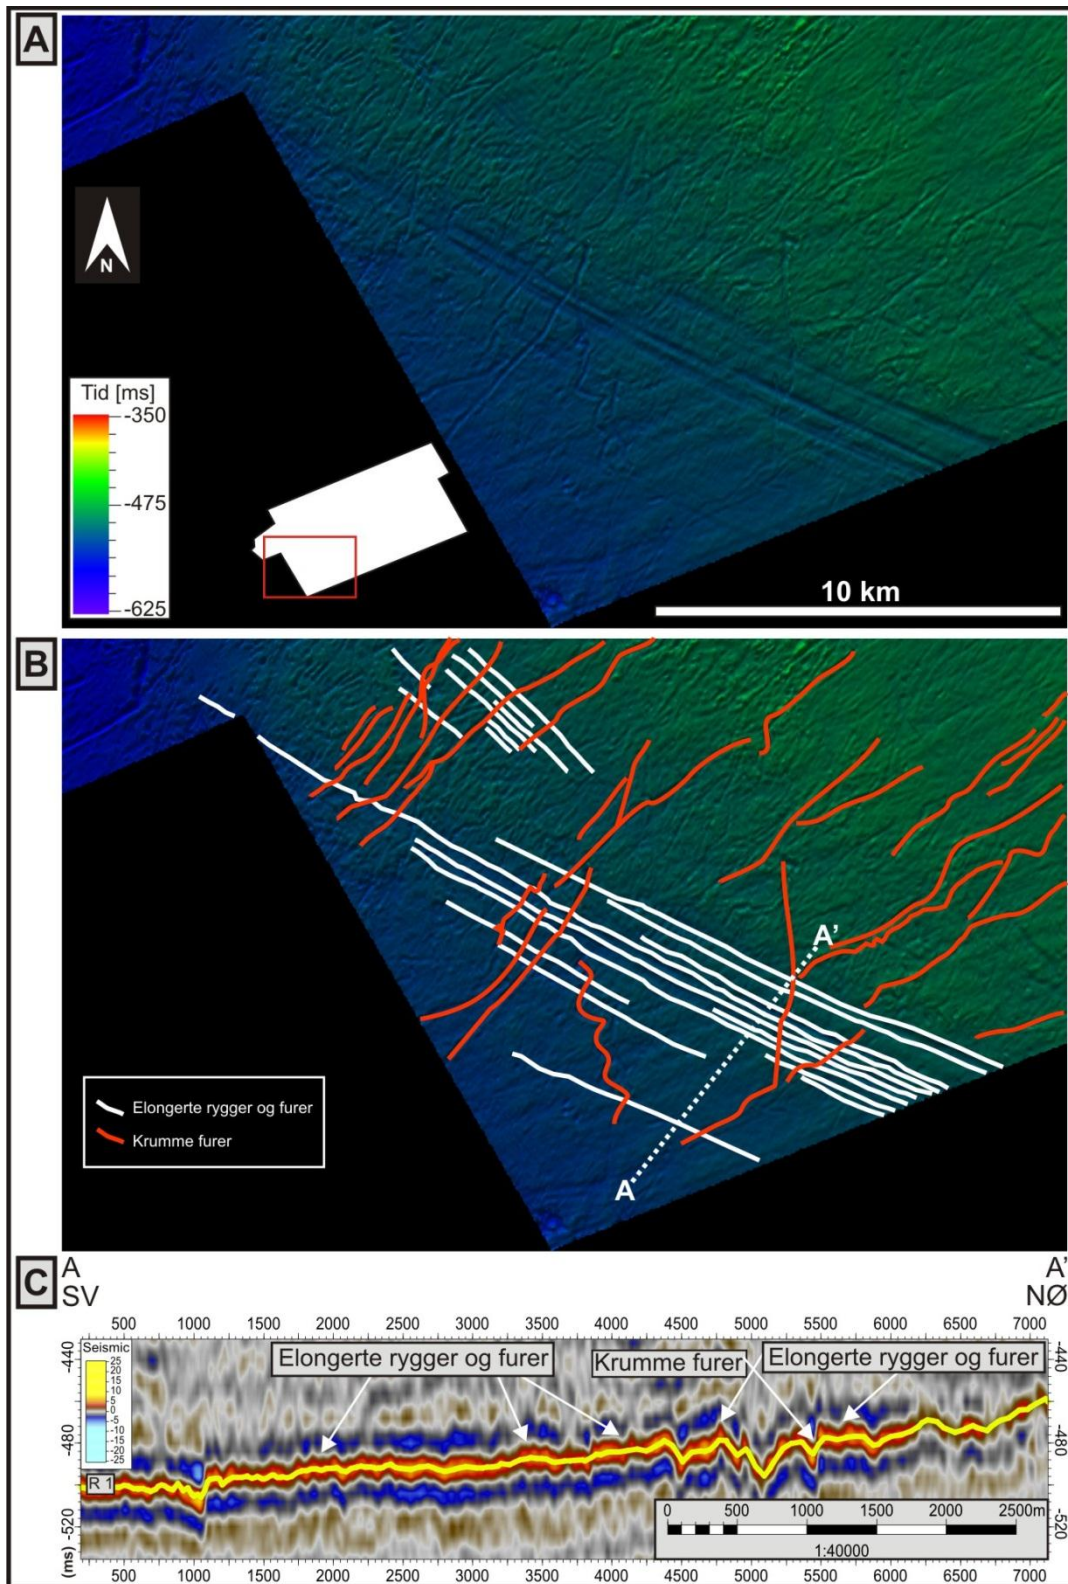 A
N
Tid [ms]
-350
-475
-625
10 km
B
A'
A
Elongerte rygger og furer
Krumme furer
C
A
SV
A'
NØ
500 1000 1500 2000 2500 3000 3500 4000 4500 5000 5500 6000 6500 7000
Seismic
25
20
15
10
5
0
-5
-10
-15
-20
-25
-440
-480
-520
(ms)
R 1
Elongerte rygger og furer
Krumme furer
Elongerte rygger og furer
-440
-480
-520
0 500 1000 1500 2000 2500m
1:40000
500 1000 1500 2000 2500 3000 3500 4000 4500 5000 5500 6000 6500 7000